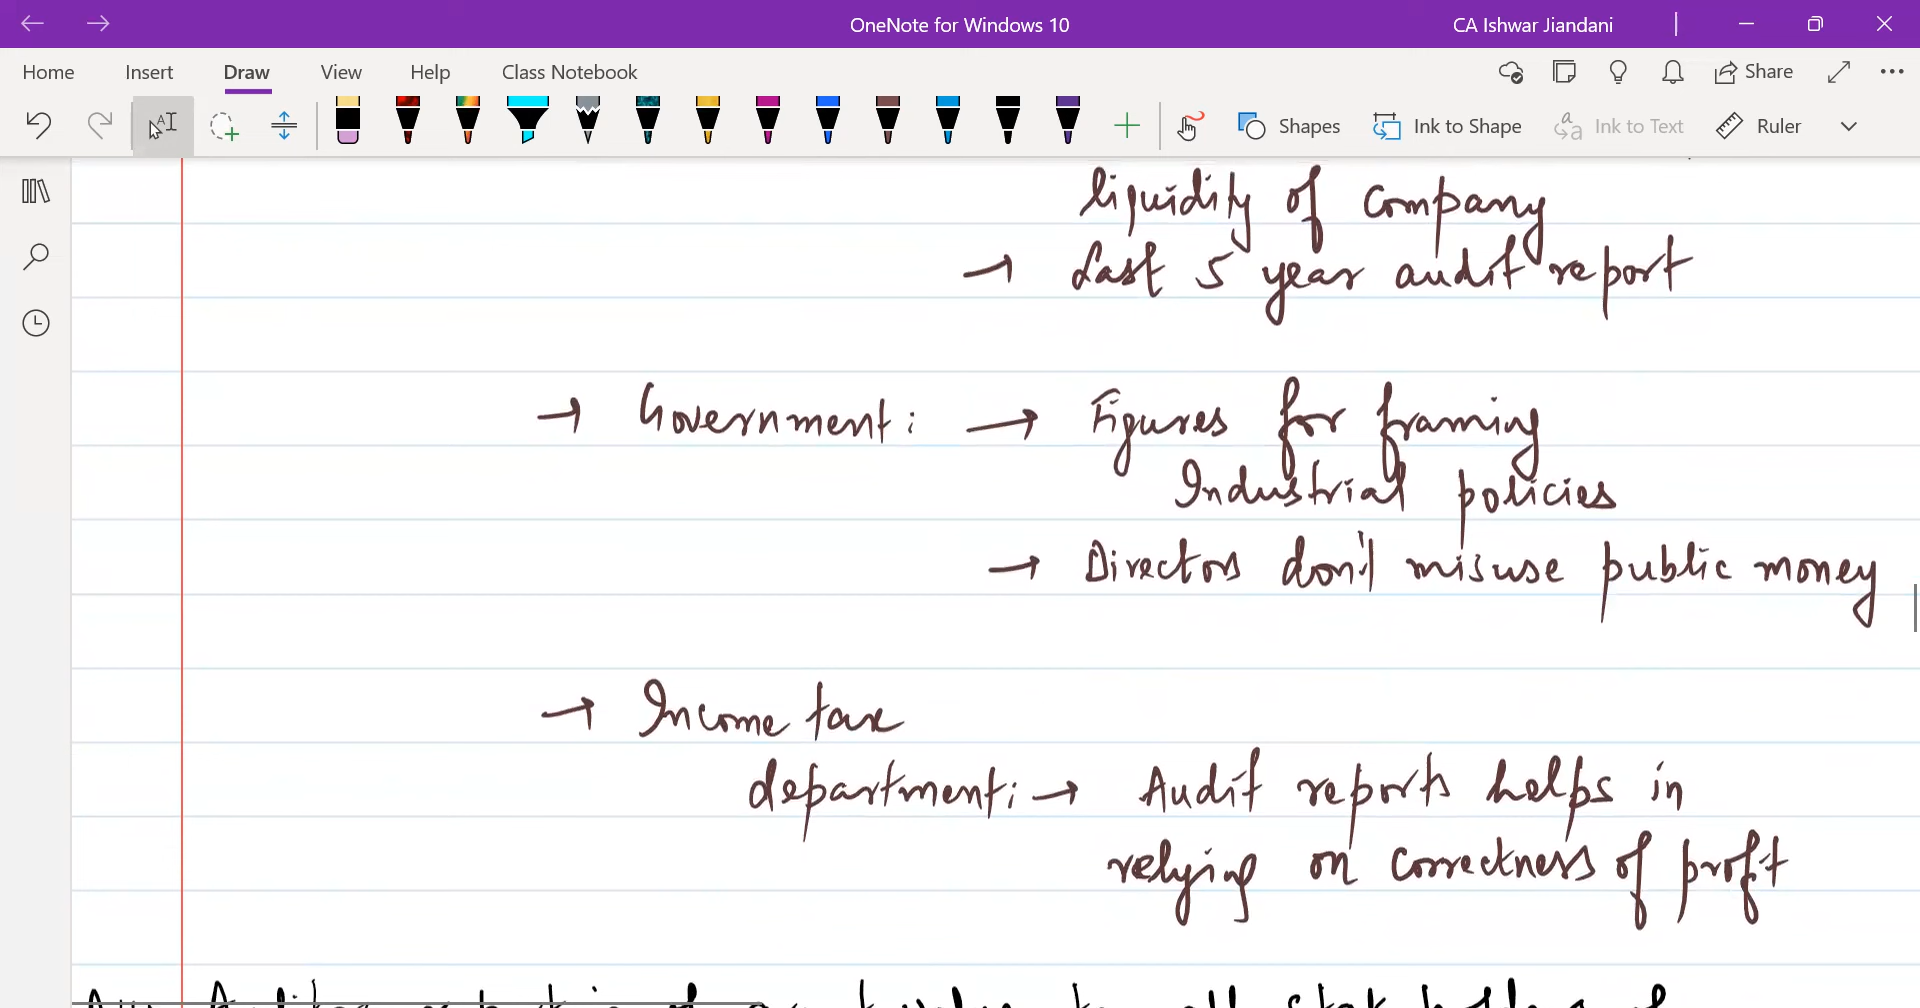 OneNote for Windows 10
CA Ishwar Jiandani
Home Insert Draw View Help Class Notebook
Share
Shapes Ink to Shape Ink to Text Ruler
liquidity of company
→ Last 5 year audit report
→ Government: → Figures for framing
Industrial policies
→ Directors don't misuse public money
→ Income tax
department: → Audit reports helps in
relying on correctness of profit